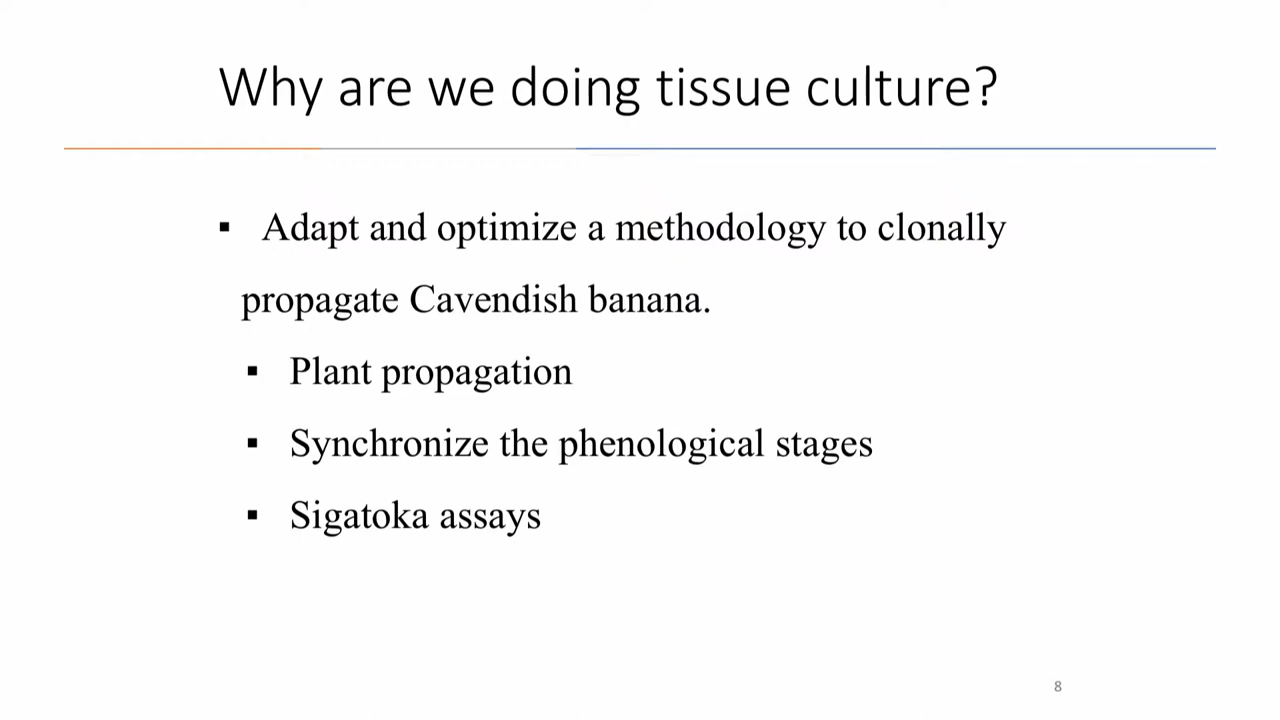 Why are we doing tissue culture?
▪ Adapt and optimize a methodology to clonally
propagate Cavendish banana.
▪ Plant propagation
▪ Synchronize the phenological stages
▪ Sigatoka assays
8